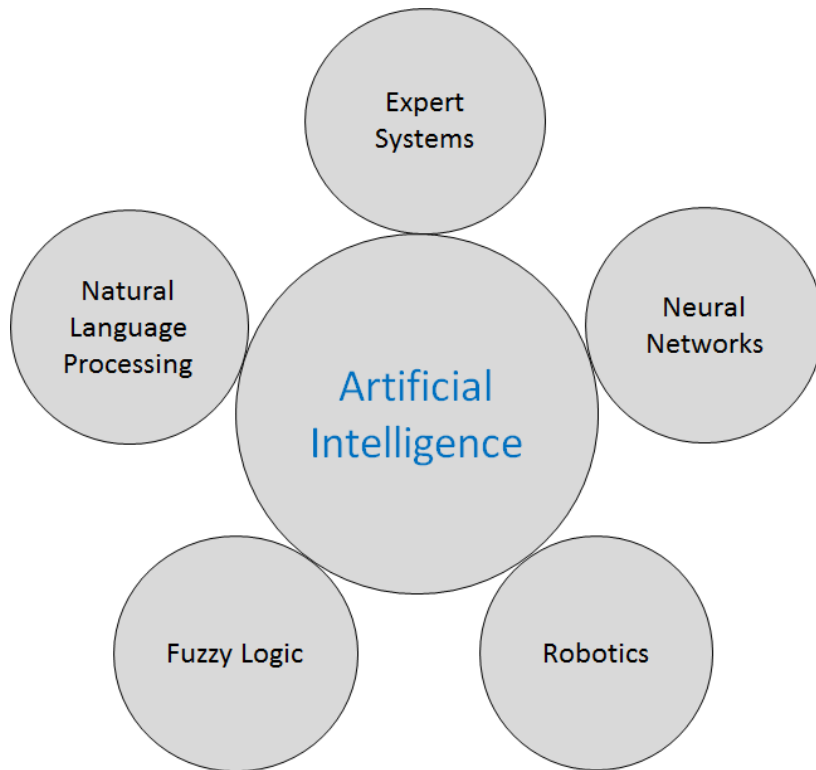 Expert
Systems
Natural
Language
Processing
Neural
Networks
Artificial
Intelligence
Fuzzy Logic
Robotics